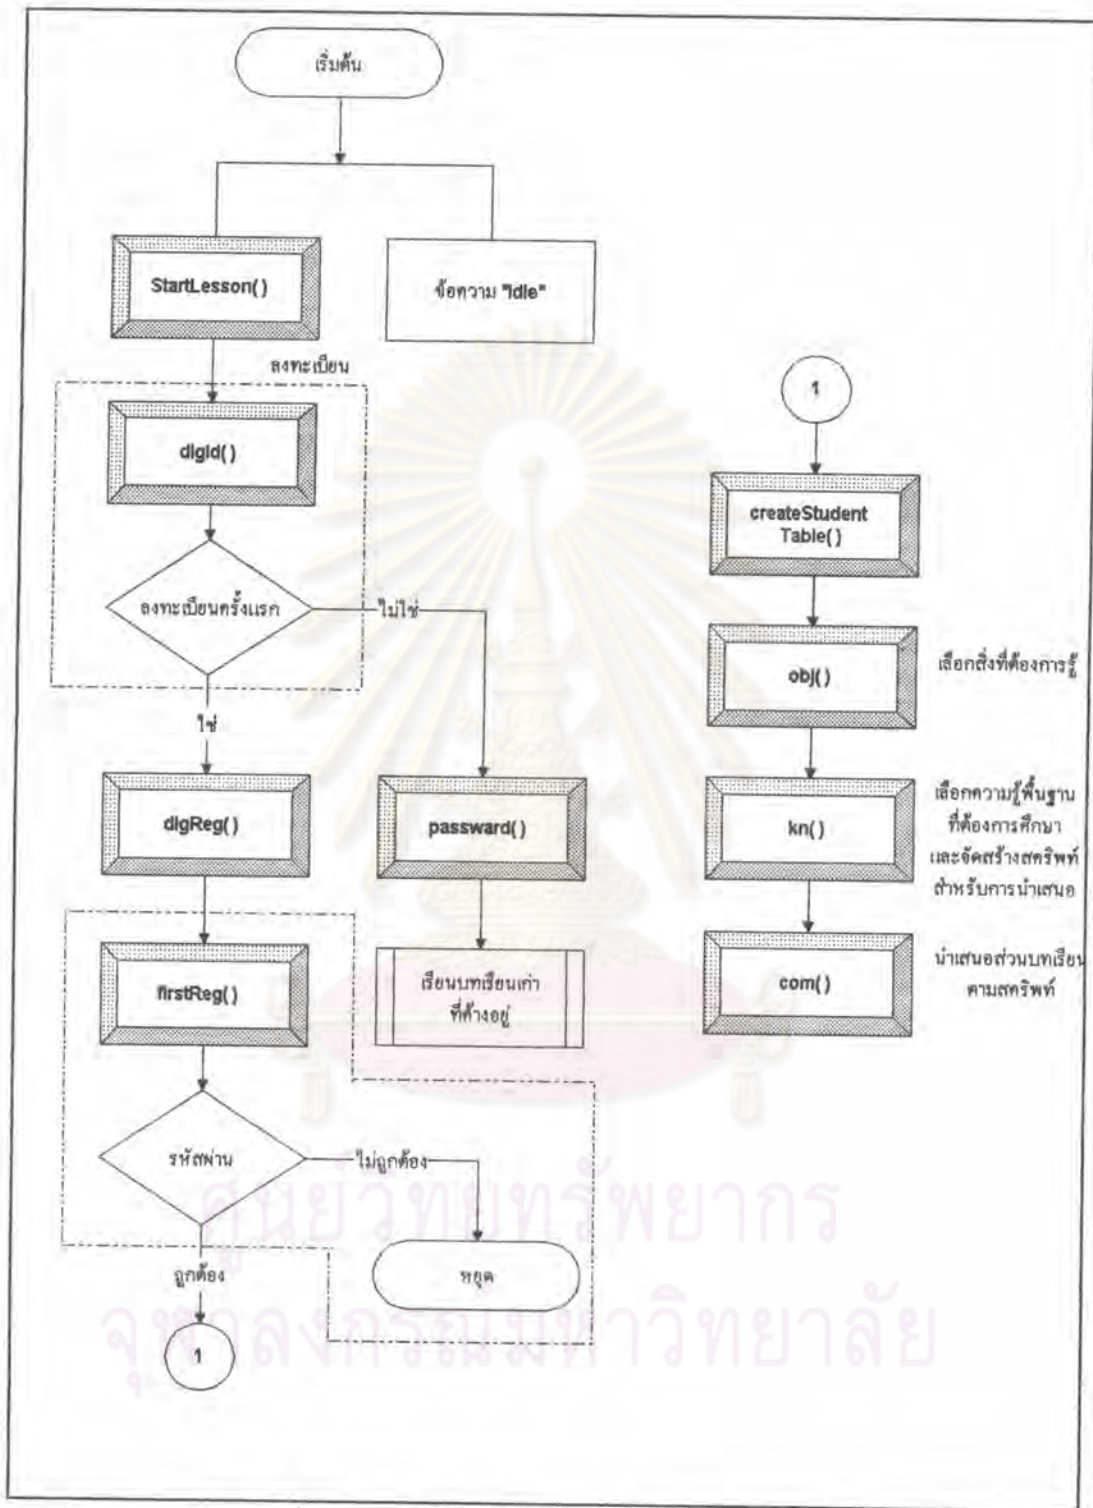 เริ่มต้น
StartLesson( )
ข้อความ "Idle"
ลงทะเบียน
dlgId( )
ลงทะเบียนครั้งแรก
ไม่ใช่
ใช่
dlgReg( )
passward( )
firstReg( )
เรียนบทเรียนเก่า
ที่ค้างอยู่
รหัสผ่าน
ไม่ถูกต้อง
หยุด
ถูกต้อง
1
1
createStudent
Table( )
obj( )
เลือกสิ่งที่ต้องการรู้
kn( )
เลือกความรู้พื้นฐาน
ที่ต้องการศึกษา
และจัดสร้างสคริพท์
สำหรับการนำเสนอ
com( )
นำเสนอส่วนบทเรียน
ตามสคริพท์
ศูนย์วิทยทรัพยากร
จุฬาลงกรณ์มหาวิทยาลัย